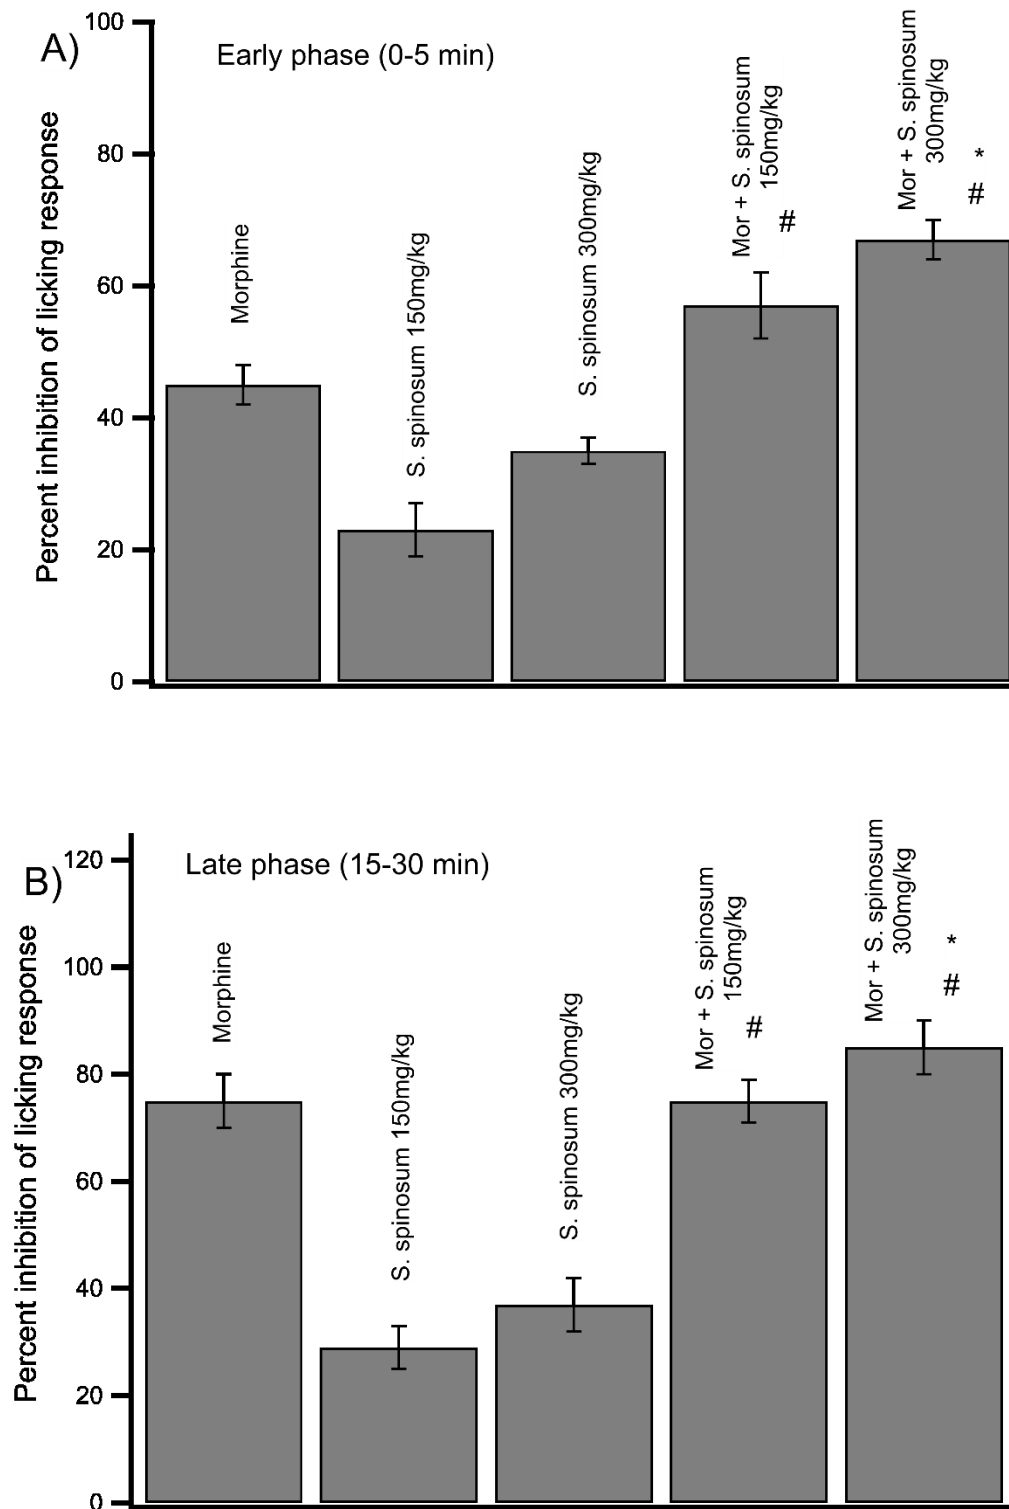 A)
Early phase (0-5 min)
Percent inhibition of licking response
100
80
60
40
20
0
Morphine
S. spinosum 150mg/kg
S. spinosum 300mg/kg
Mor + S. spinosum
150mg/kg
#
Mor + S. spinosum
300mg/kg
*
#
B)
Late phase (15-30 min)
Percent inhibition of licking response
120
100
80
60
40
20
0
Morphine
S. spinosum 150mg/kg
S. spinosum 300mg/kg
Mor + S. spinosum
150mg/kg
#
Mor + S. spinosum
300mg/kg
*
#